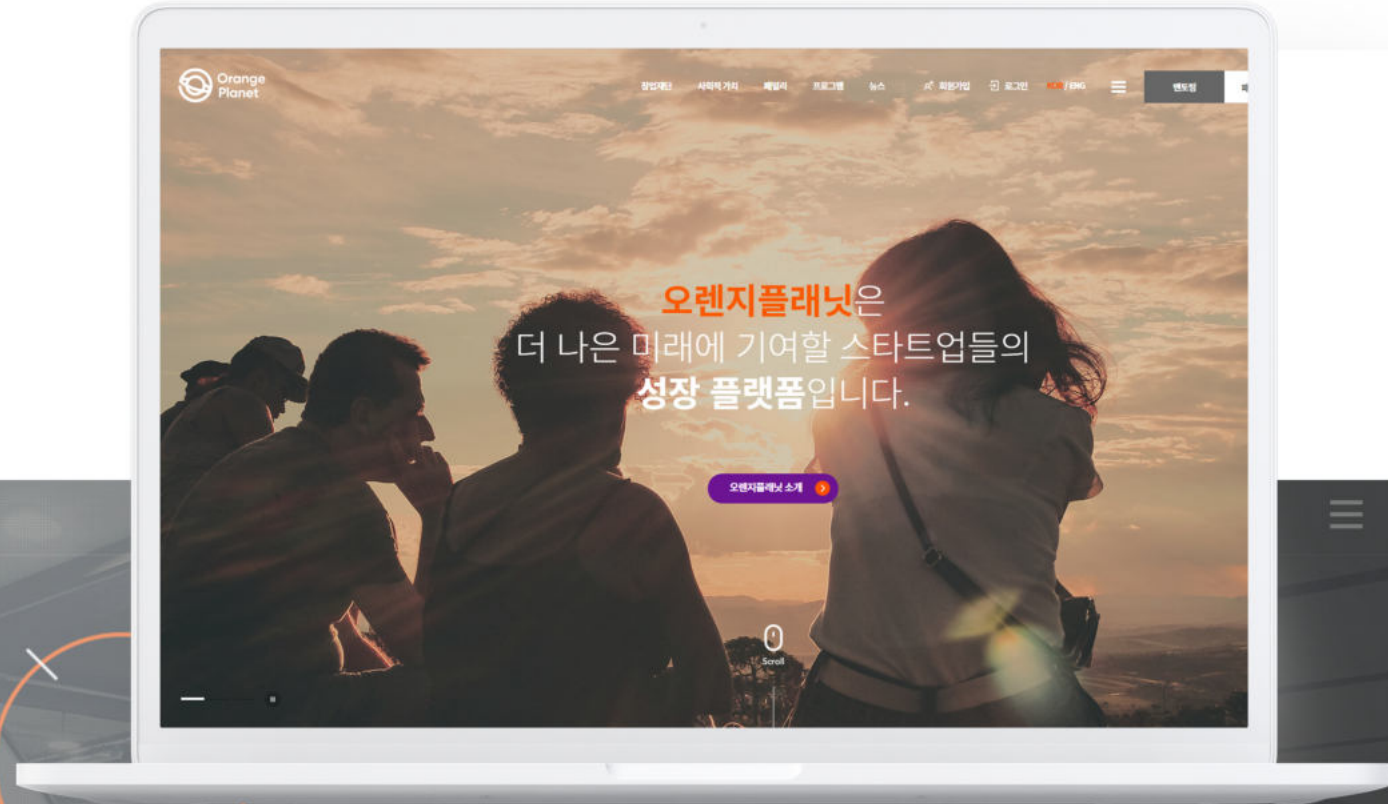 Orange
Planet
창업재단 사회적 가치 패밀리 프로그램 뉴스 회원가입 로그인 KOR / ENG 멘토링
오렌지플래닛은
더 나은 미래에 기여할 스타트업들의
성장 플랫폼입니다.
오렌지플래닛 소개
Scroll